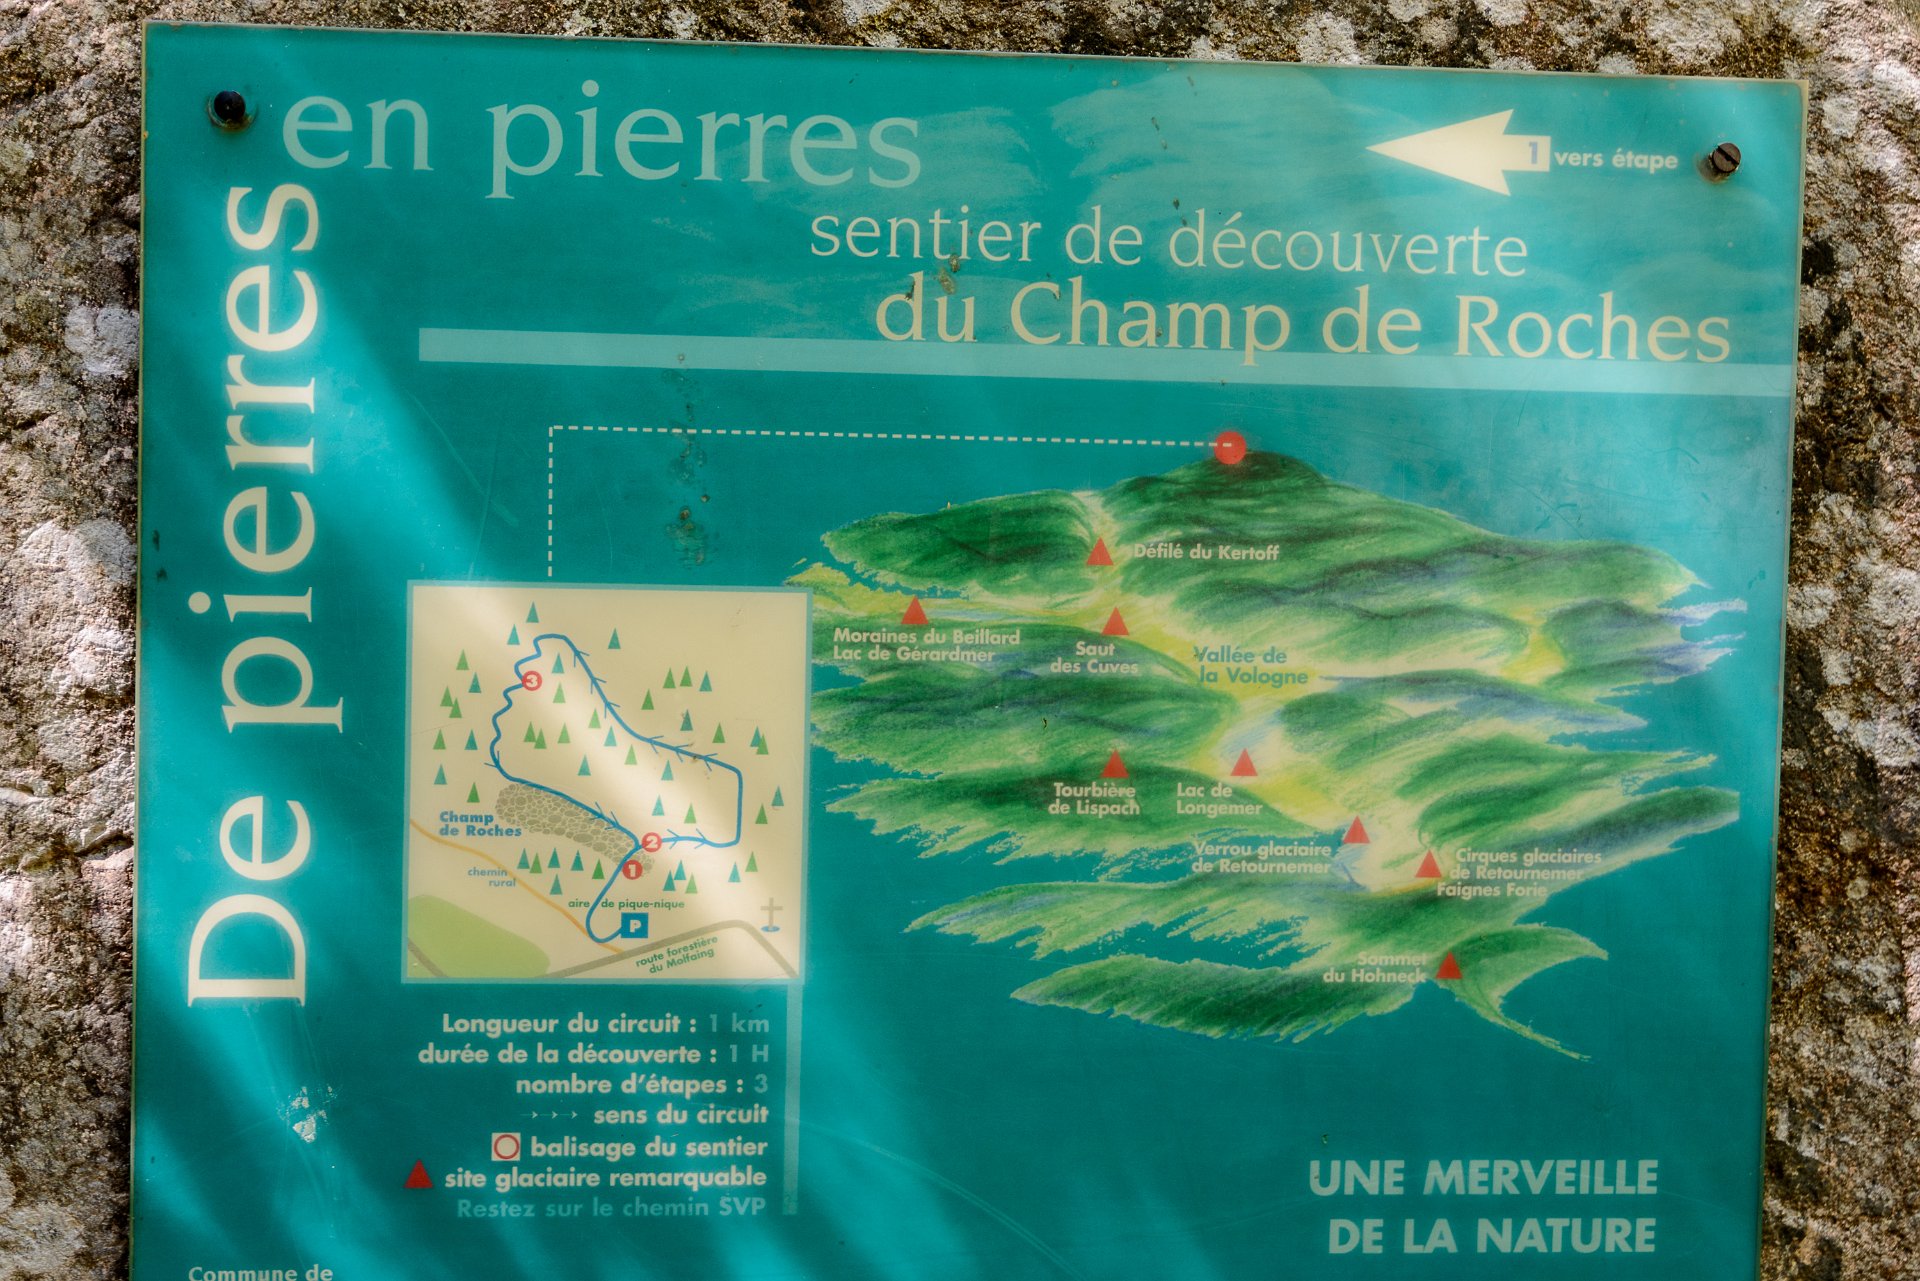 De pierres
en pierres
1 vers étape
sentier de découverte
du Champ de Roches
Défilé du Kertoff
Moraines du Beillard
Lac de Gérardmer
Saut
des Cuves
Vallée de
la Vologne
Tourbière
de Lispach
Lac de
Longemer
Verrou glaciaire
de Retournemer
Cirques glaciaires
de Retournemer
Faignes Forie
Sommet
du Hohneck
3
Champ
de Roches
2
1
chemin
rural
aire de pique-nique
P
route forestière
du Molfaing
Longueur du circuit : 1 km
durée de la découverte : 1 H
nombre d'étapes : 3
sens du circuit
balisage du sentier
site glaciaire remarquable
Restez sur le chemin SVP
UNE MERVEILLE
DE LA NATURE
Commune de